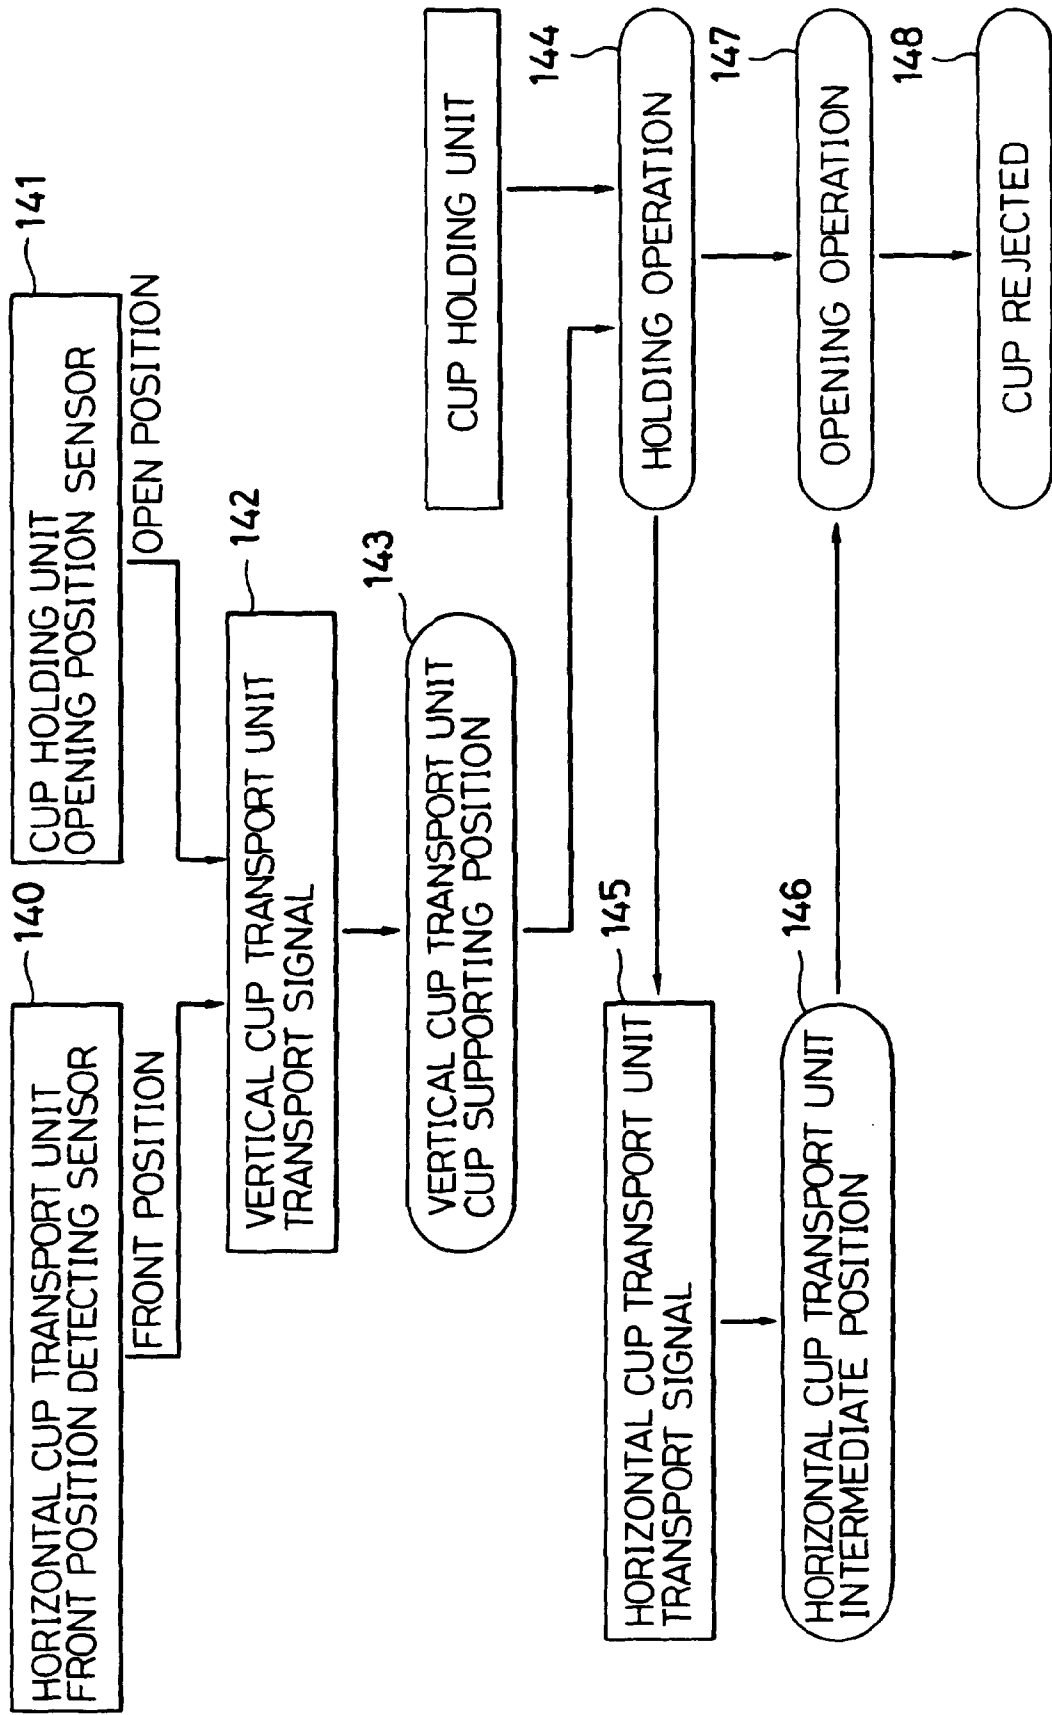 HORIZONTAL CUP TRANSPORT UNIT
FRONT POSITION DETECTING SENSOR
140
CUP HOLDING UNIT
OPENING POSITION SENSOR
141
FRONT POSITION
OPEN POSITION
VERTICAL CUP TRANSPORT UNIT
TRANSPORT SIGNAL
142
VERTICAL CUP TRANSPORT UNIT
CUP SUPPORTING POSITION
143
CUP HOLDING UNIT
HOLDING OPERATION
144
HORIZONTAL CUP TRANSPORT UNIT
TRANSPORT SIGNAL
145
HORIZONTAL CUP TRANSPORT UNIT
INTERMEDIATE POSITION
146
OPENING OPERATION
147
CUP REJECTED
148